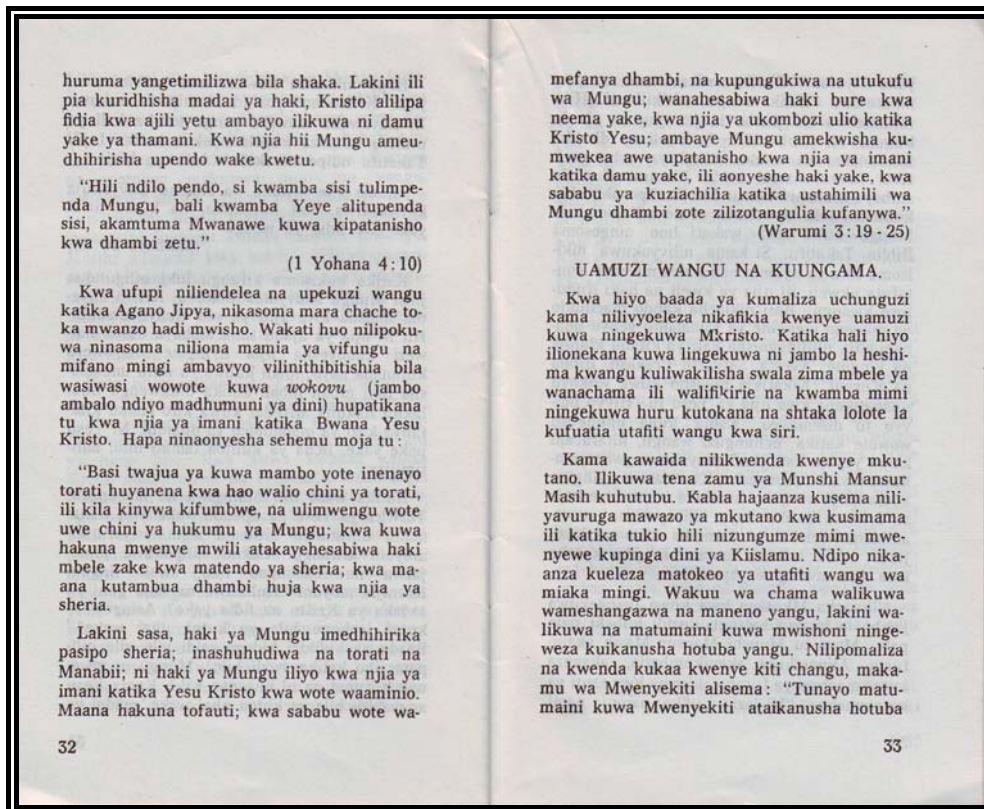 huruma yangetimilizwa bila shaka. Lakini ili
pia kuridhisha madai ya haki, Kristo alilipa
fidia kwa ajili yetu ambayo ilikuwa ni damu
yake ya thamani. Kwa njia hii Mungu ameu-
dhihirisha upendo wake kwetu.
"Hili ndilo pendo, si kwamba sisi tulimpe-
nda Mungu, bali kwamba Yeye alitupenda
sisi, akamtuma Mwanawe kuwa kipatanisho
kwa dhambi zetu."
(1 Yohana 4:10)
Kwa ufupi niliendelea na upekuzi wangu
katika Agano Jipya, nikasoma mara chache to-
ka mwanzo hadi mwisho. Wakati huo nilipoku-
wa ninasoma niliona mamia ya vifungu na
mifano mingi ambavyo vilinithibitishia bila
wasiwasi wowote kuwa wokovu (jambo
ambalo ndiyo madhumuni ya dini) hupatikana
tu kwa njia ya imani katika Bwana Yesu
Kristo. Hapa ninaonyesha sehemu moja tu:
"Basi twajua ya kuwa mambo yote inenayo
torati huyanena kwa hao walio chini ya torati,
ili kila kinywa kifumbwe, na ulimwengu wote
uwe chini ya hukumu ya Mungu; kwa kuwa
hakuna mwenye mwili atakayehesabiwa haki
mbele zake kwa matendo ya sheria; kwa ma-
ana kutambua dhambi huja kwa njia ya
sheria.
Lakini sasa, haki ya Mungu imedhihirika
pasipo sheria; inashuhudiwa na torati na
Manabii; ni haki ya Mungu iliyo kwa njia ya
imani katika Yesu Kristo kwa wote waaminio.
Maana hakuna tofauti; kwa sababu wote wa-
32
mefanya dhambi, na kupungukiwa na utukufu
wa Mungu; wanahesabiwa haki bure kwa
neema yake, kwa njia ya ukombozi ulio katika
Kristo Yesu; ambaye Mungu amekwisha ku-
mwekea awe upatanisho kwa njia ya imani
katika damu yake, ili aonyeshe haki yake, kwa
sababu ya kuziachilia katika ustahimili wa
Mungu dhambi zote zilizotangulia kufanywa."
(Warumi 3:19-25)
UAMUZI WANGU NA KUUNGAMA.
Kwa hiyo baada ya kumaliza uchunguzi
kama nilivyoeleza nikafikia kwenye uamuzi
kuwa ningekuwa Mkristo. Katika hali hiyo
ilionekana kuwa lingekuwa ni jambo la heshi-
ma kwangu kuliwakilisha swala zima mbele ya
wanachama ili walifikirie na kwamba mimi
ningekuwa huru kutokana na shtaka lolote la
kufuatia utafiti wangu kwa siri.
Kama kawaida nilikwenda kwenye mku-
tano. Ilikuwa tena zamu ya Munshi Mansur
Masih kuhutubu. Kabla hajaanza kusema nili-
yavuruga mawazo ya mkutano kwa kusimama
ili katika tukio hili nizungumze mimi mwe-
nyewe kupinga dini ya Kiislamu. Ndipo nika-
anza kueleza matokeo ya utafiti wangu wa
miaka mingi. Wakuu wa chama walikuwa
wameshangazwa na maneno yangu, lakini wa-
likuwa na matumaini kuwa mwishoni ninge-
weza kuikanusha hotuba yangu. Nilipomaliza
na kwenda kukaa kwenye kiti changu, maka-
mu wa Mwenyekiti alisema: "Tunayo matu-
maini kuwa Mwenyekiti ataikanusha hotuba
33